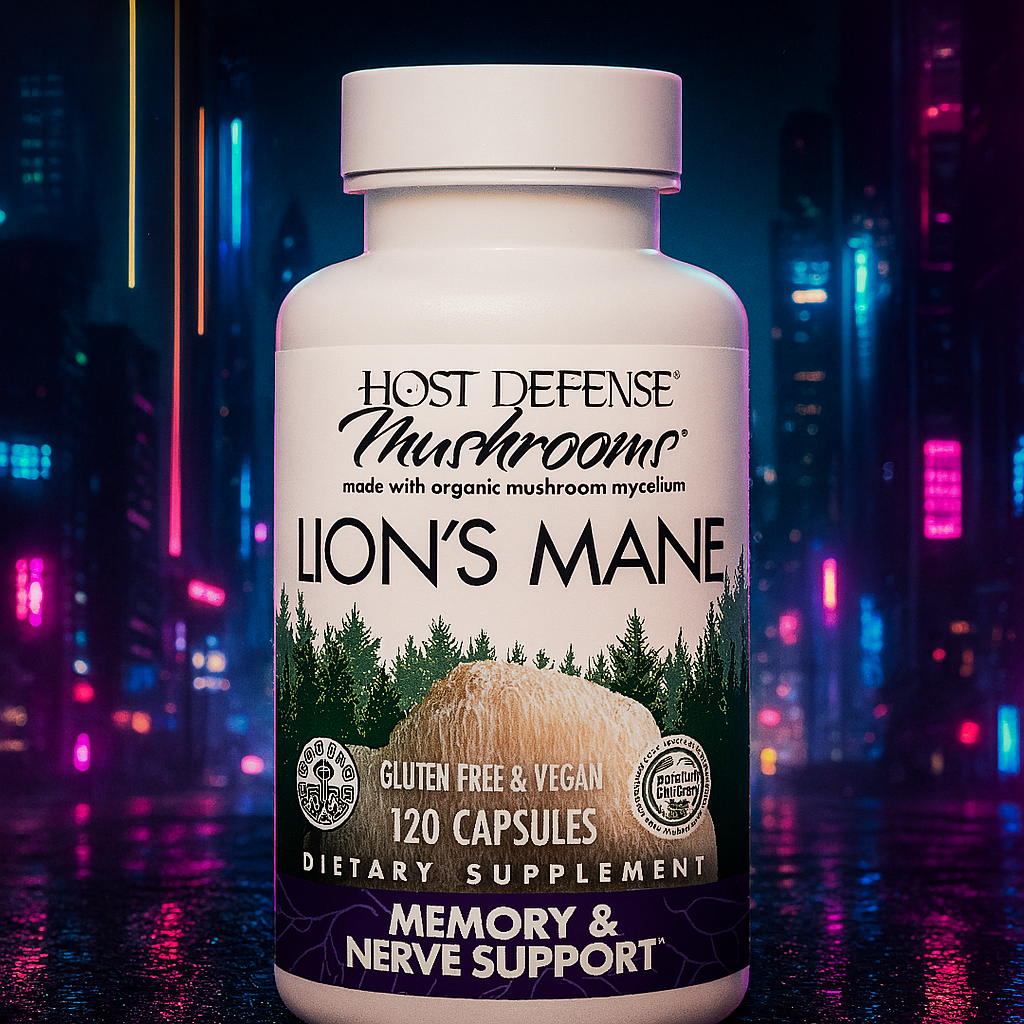 HOST DEFENSE®
Mushrooms®
made with organic mushroom mycelium
LION'S MANE
GLUTEN FREE & VEGAN
120 CAPSULES
DIETARY SUPPLEMENT
MEMORY &
NERVE SUPPORT™